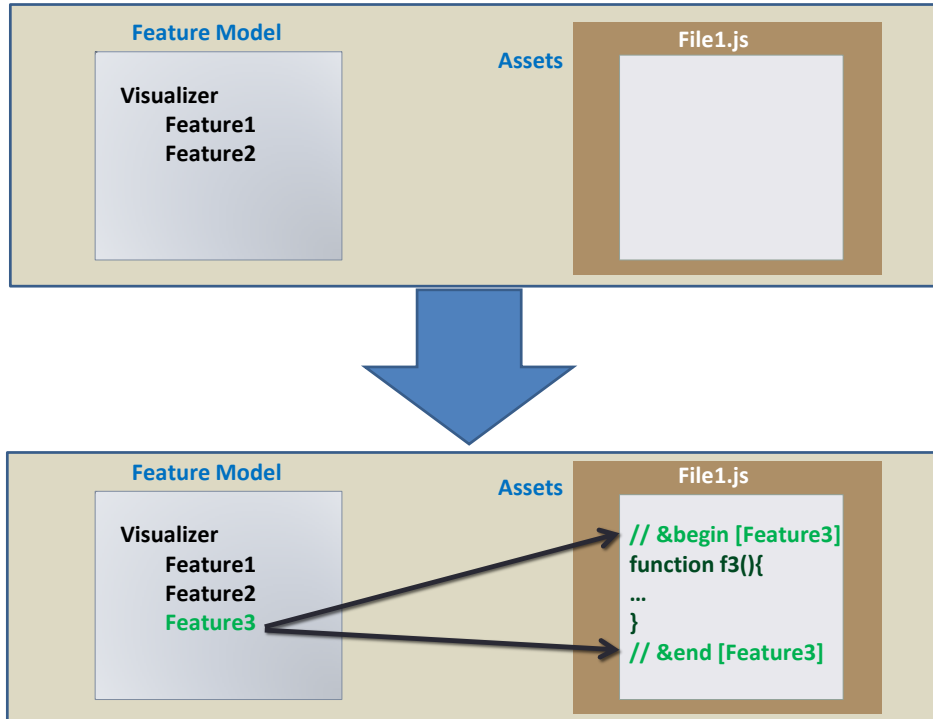 Feature Model
Visualizer
Feature1
Feature2
Assets
File1.js
Feature Model
Visualizer
Feature1
Feature2
Feature3
Assets
File1.js
// &begin [Feature3]
function f3(){
…
}
// &end [Feature3]